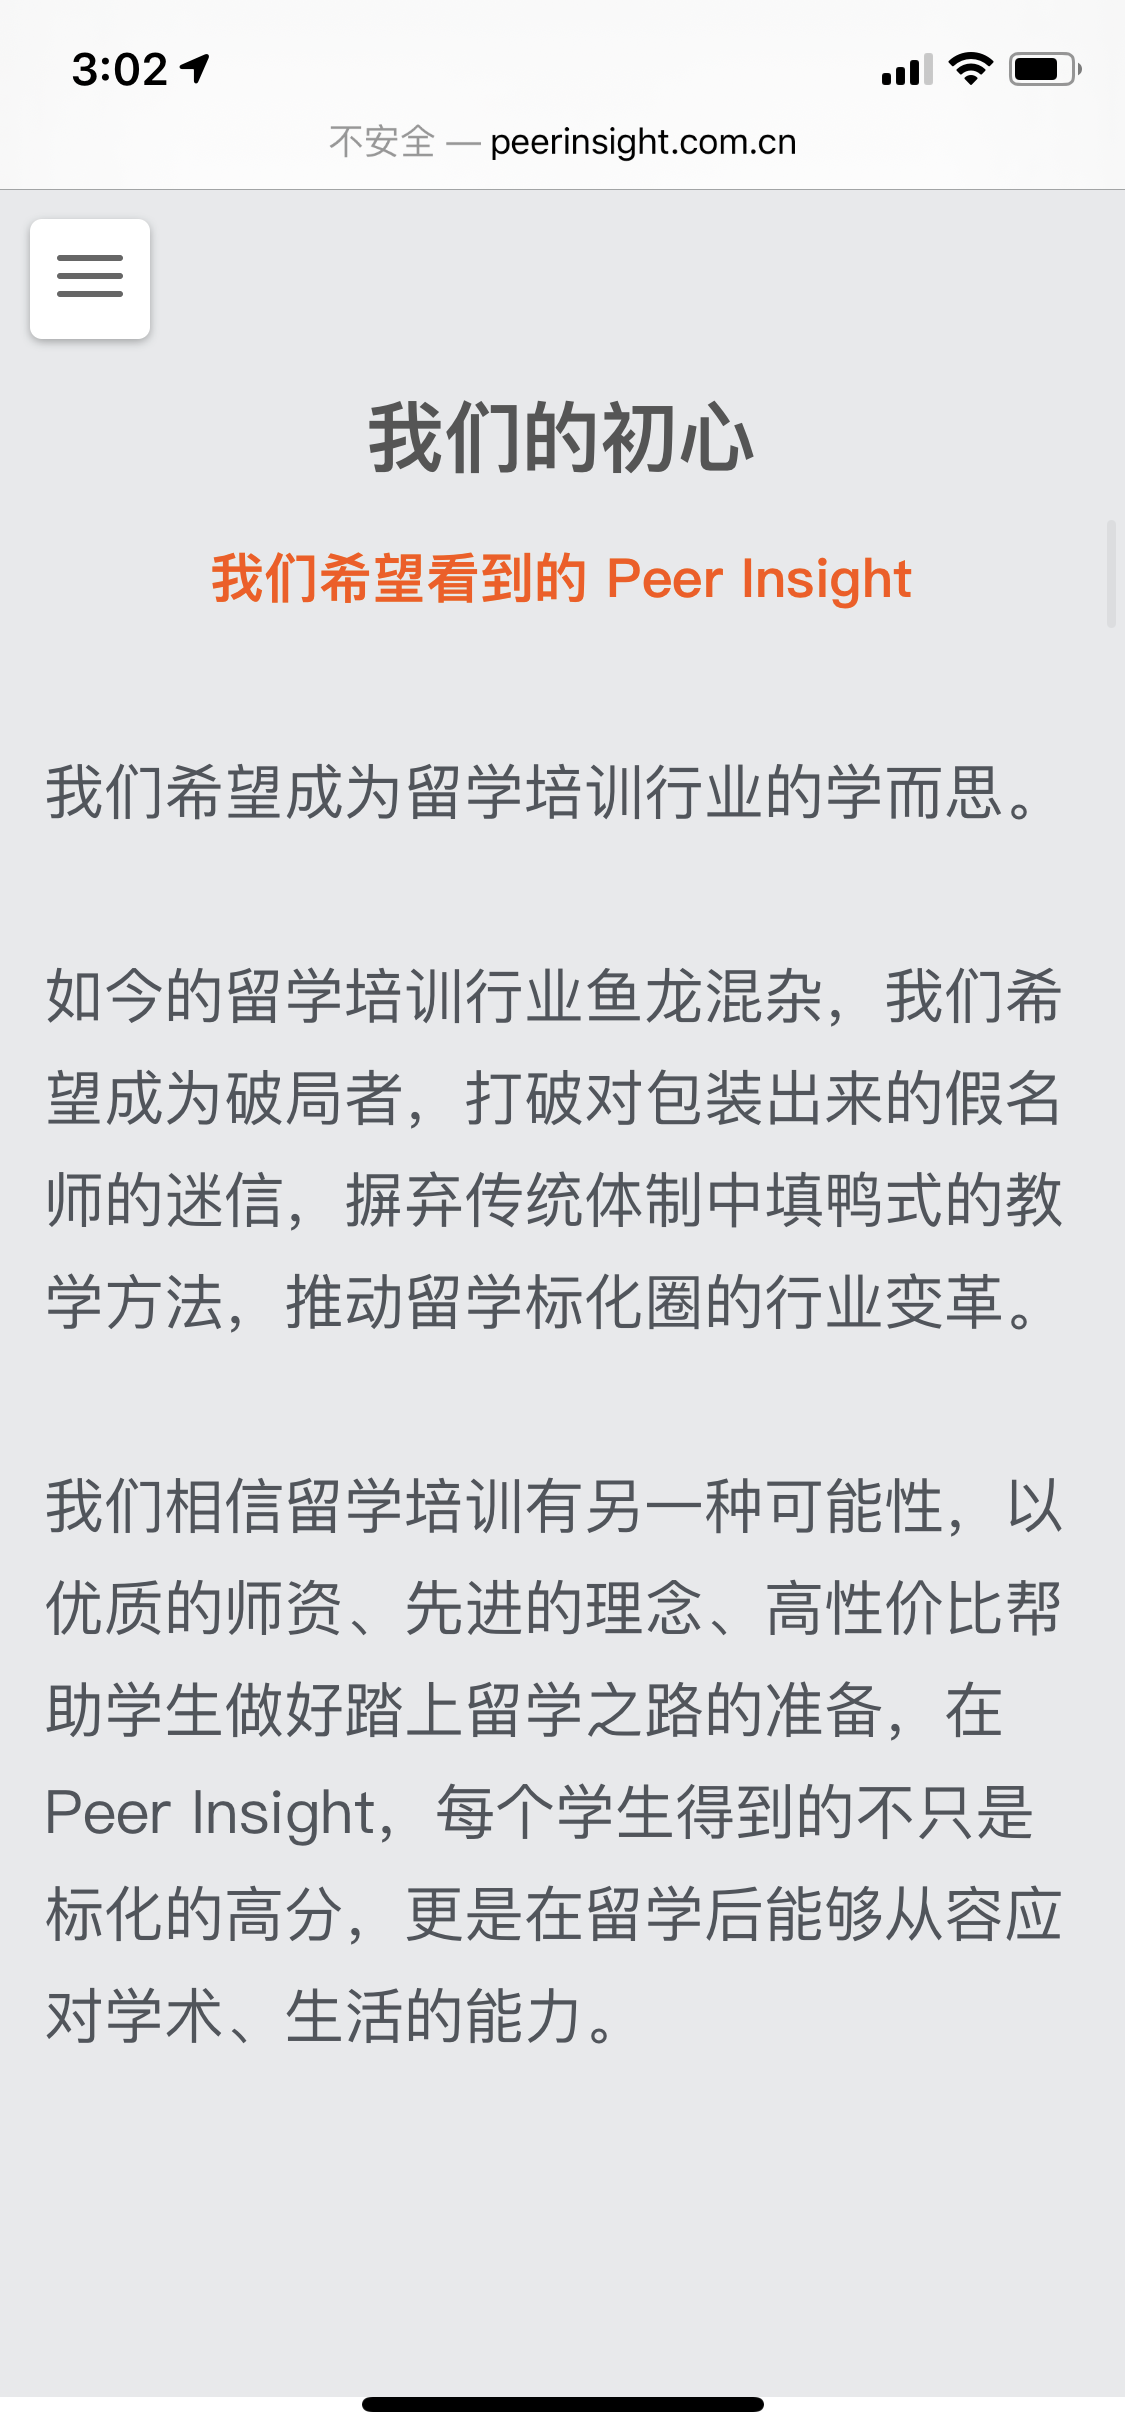 3:02
不安全 — peerinsight.com.cn
我们的初心
我们希望看到的 Peer Insight
我们希望成为留学培训行业的学而思。
如今的留学培训行业鱼龙混杂，我们希
望成为破局者，打破对包装出来的假名
师的迷信，摒弃传统体制中填鸭式的教
学方法，推动留学标化圈的行业变革。
我们相信留学培训有另一种可能性，以
优质的师资、先进的理念、高性价比帮
助学生做好踏上留学之路的准备，在
Peer Insight，每个学生得到的不只是
标化的高分，更是在留学后能够从容应
对学术、生活的能力。